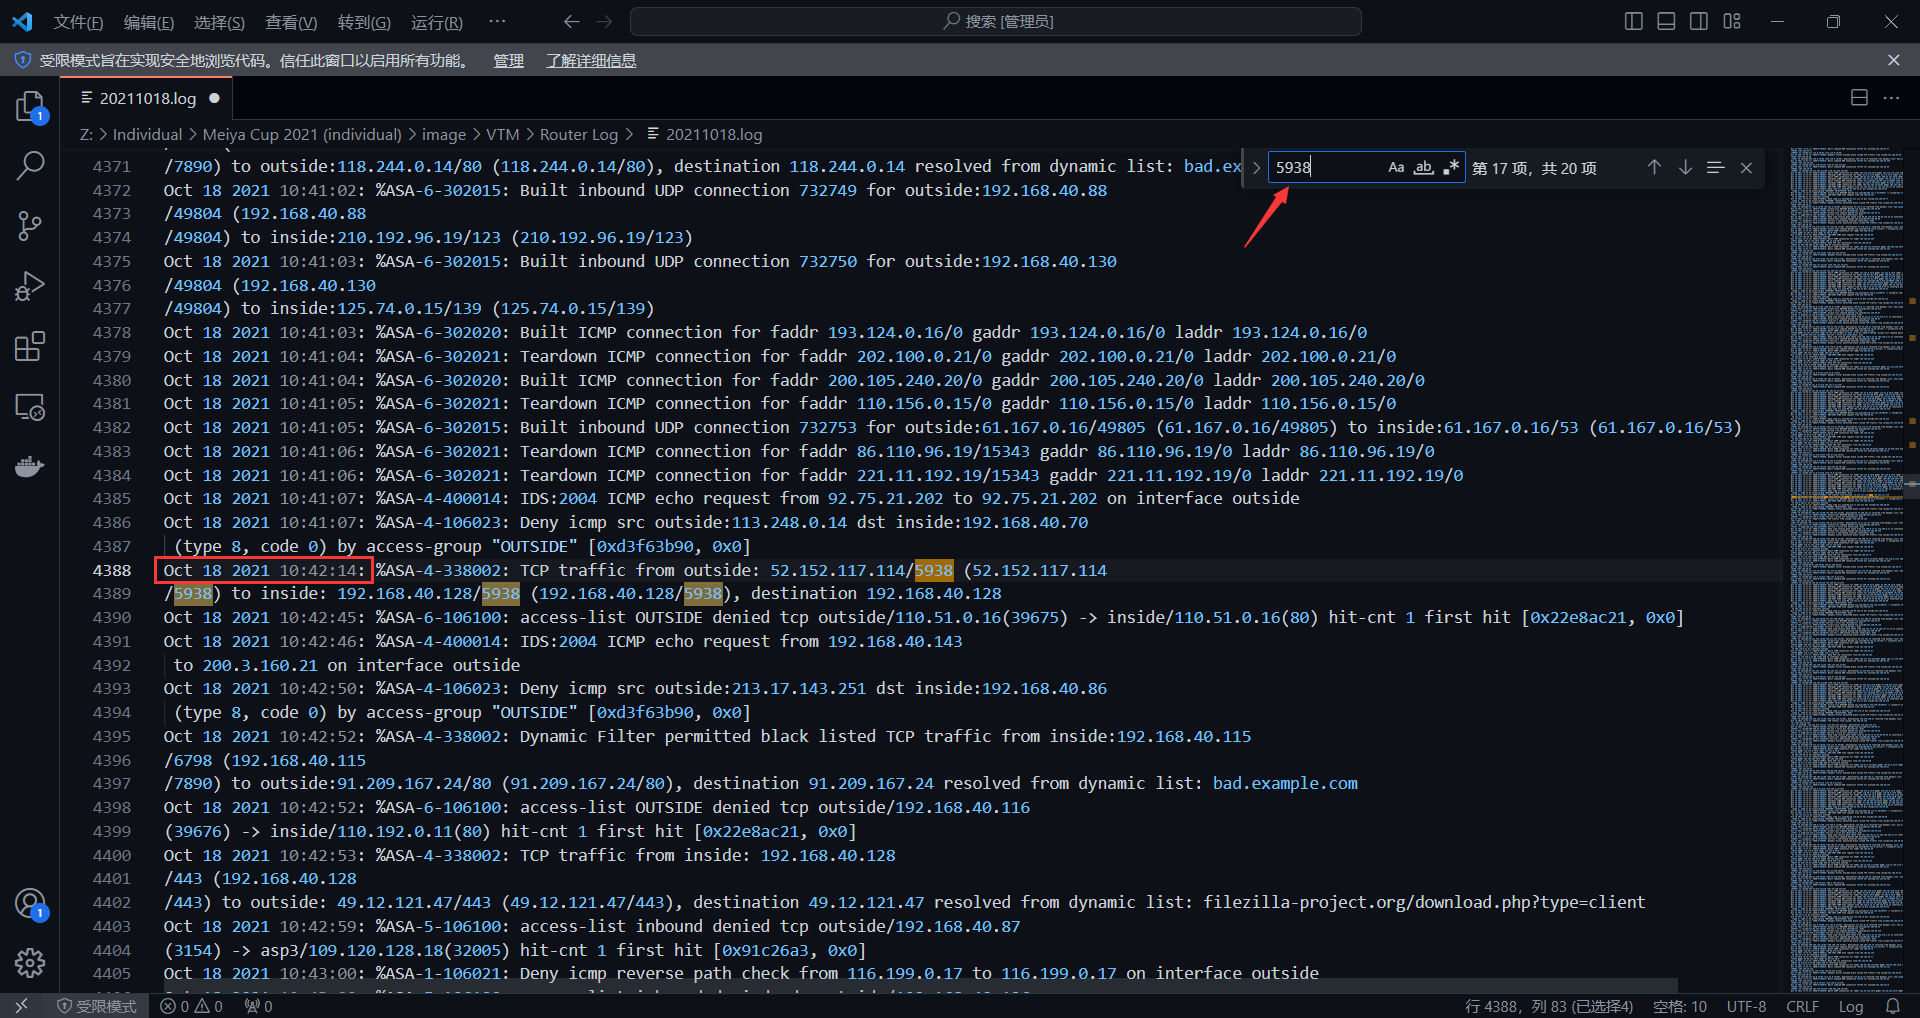 文件(F) 编辑(E) 选择(S) 查看(V) 转到(G) 运行(R) ··· 搜索 [管理员]
受限模式旨在实现安全地浏览代码。信任此窗口以启用所有功能。 管理 了解详细信息
20211018.log
Z: > Individual > Meiya Cup 2021 (individual) > image > VTM > Router Log > 20211018.log
5938 Aa ab 第 17 项，共 20 项
4371 /7890) to outside:118.244.0.14/80 (118.244.0.14/80), destination 118.244.0.14 resolved from dynamic list: bad.ex
4372 Oct 18 2021 10:41:02: %ASA-6-302015: Built inbound UDP connection 732749 for outside:192.168.40.88
4373 /49804 (192.168.40.88
4374 /49804) to inside:210.192.96.19/123 (210.192.96.19/123)
4375 Oct 18 2021 10:41:03: %ASA-6-302015: Built inbound UDP connection 732750 for outside:192.168.40.130
4376 /49804 (192.168.40.130
4377 /49804) to inside:125.74.0.15/139 (125.74.0.15/139)
4378 Oct 18 2021 10:41:03: %ASA-6-302020: Built ICMP connection for faddr 193.124.0.16/0 gaddr 193.124.0.16/0 laddr 193.124.0.16/0
4379 Oct 18 2021 10:41:04: %ASA-6-302021: Teardown ICMP connection for faddr 202.100.0.21/0 gaddr 202.100.0.21/0 laddr 202.100.0.21/0
4380 Oct 18 2021 10:41:04: %ASA-6-302020: Built ICMP connection for faddr 200.105.240.20/0 gaddr 200.105.240.20/0 laddr 200.105.240.20/0
4381 Oct 18 2021 10:41:05: %ASA-6-302021: Teardown ICMP connection for faddr 110.156.0.15/0 gaddr 110.156.0.15/0 laddr 110.156.0.15/0
4382 Oct 18 2021 10:41:05: %ASA-6-302015: Built inbound UDP connection 732753 for outside:61.167.0.16/49805 (61.167.0.16/49805) to inside:61.167.0.16/53 (61.167.0.16/53)
4383 Oct 18 2021 10:41:06: %ASA-6-302021: Teardown ICMP connection for faddr 86.110.96.19/15343 gaddr 86.110.96.19/0 laddr 86.110.96.19/0
4384 Oct 18 2021 10:41:06: %ASA-6-302021: Teardown ICMP connection for faddr 221.11.192.19/15343 gaddr 221.11.192.19/0 laddr 221.11.192.19/0
4385 Oct 18 2021 10:41:07: %ASA-4-400014: IDS:2004 ICMP echo request from 92.75.21.202 to 92.75.21.202 on interface outside
4386 Oct 18 2021 10:41:07: %ASA-4-106023: Deny icmp src outside:113.248.0.14 dst inside:192.168.40.70
4387 (type 8, code 0) by access-group "OUTSIDE" [0xd3f63b90, 0x0]
4388 Oct 18 2021 10:42:14: %ASA-4-338002: TCP traffic from outside: 52.152.117.114/5938 (52.152.117.114
4389 /5938) to inside: 192.168.40.128/5938 (192.168.40.128/5938), destination 192.168.40.128
4390 Oct 18 2021 10:42:45: %ASA-6-106100: access-list OUTSIDE denied tcp outside/110.51.0.16(39675) -> inside/110.51.0.16(80) hit-cnt 1 first hit [0x22e8ac21, 0x0]
4391 Oct 18 2021 10:42:46: %ASA-4-400014: IDS:2004 ICMP echo request from 192.168.40.143
4392 to 200.3.160.21 on interface outside
4393 Oct 18 2021 10:42:50: %ASA-4-106023: Deny icmp src outside:213.17.143.251 dst inside:192.168.40.86
4394 (type 8, code 0) by access-group "OUTSIDE" [0xd3f63b90, 0x0]
4395 Oct 18 2021 10:42:52: %ASA-4-338002: Dynamic Filter permitted black listed TCP traffic from inside:192.168.40.115
4396 /6798 (192.168.40.115
4397 /7890) to outside:91.209.167.24/80 (91.209.167.24/80), destination 91.209.167.24 resolved from dynamic list: bad.example.com
4398 Oct 18 2021 10:42:52: %ASA-6-106100: access-list OUTSIDE denied tcp outside/192.168.40.116
4399 (39676) -> inside/110.192.0.11(80) hit-cnt 1 first hit [0x22e8ac21, 0x0]
4400 Oct 18 2021 10:42:53: %ASA-4-338002: TCP traffic from inside: 192.168.40.128
4401 /443 (192.168.40.128
4402 /443) to outside: 49.12.121.47/443 (49.12.121.47/443), destination 49.12.121.47 resolved from dynamic list: filezilla-project.org/download.php?type=client
4403 Oct 18 2021 10:42:59: %ASA-5-106100: access-list inbound denied tcp outside/192.168.40.87
4404 (3154) -> asp3/109.120.128.18(32005) hit-cnt 1 first hit [0x91c26a3, 0x0]
4405 Oct 18 2021 10:43:00: %ASA-1-106021: Deny icmp reverse path check from 116.199.0.17 to 116.199.0.17 on interface outside
受限模式 0 0 0 行 4388，列 83 (已选择4) 空格: 10 UTF-8 CRLF Log